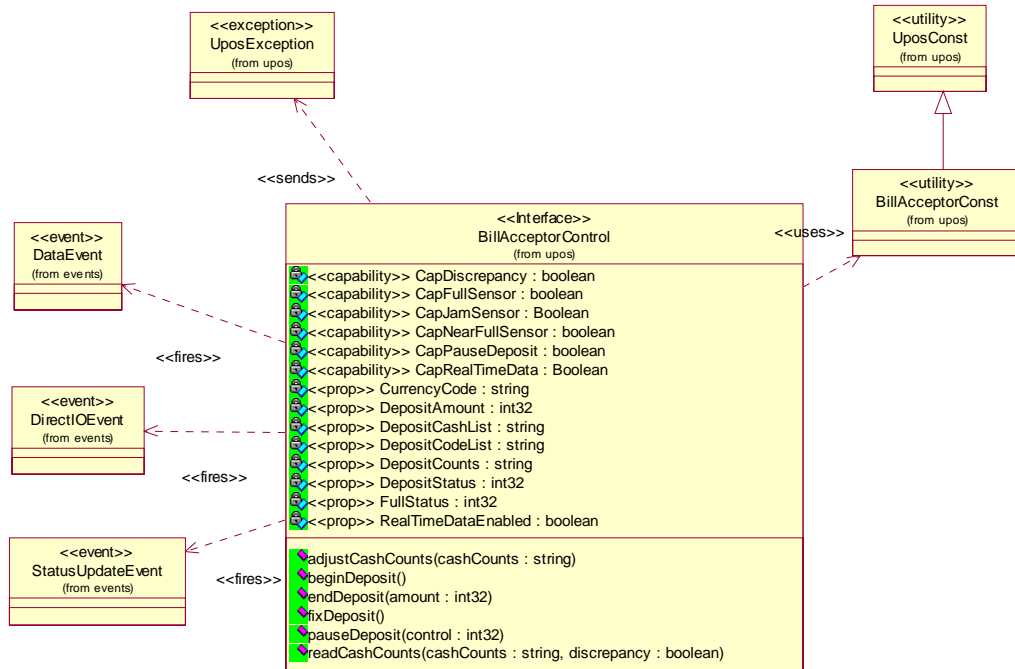 <<exception>>
UposException
(from upos)
<<utility>>
UposConst
(from upos)
<<sends>>
<<utility>>
BillAcceptorConst
(from upos)
<<uses>>
<<event>>
DataEvent
(from events)
<<fires>>
<<event>>
DirectIOEvent
(from events)
<<fires>>
<<event>>
StatusUpdateEvent
(from events)
<<fires>>
<<Interface>>
BillAcceptorControl
(from upos)
<<capability>> CapDiscrepancy : boolean
<<capability>> CapFullSensor : boolean
<<capability>> CapJamSensor : Boolean
<<capability>> CapNearFullSensor : boolean
<<capability>> CapPauseDeposit : boolean
<<capability>> CapRealTimeData : Boolean
<<prop>> CurrencyCode : string
<<prop>> DepositAmount : int32
<<prop>> DepositCashList : string
<<prop>> DepositCodeList : string
<<prop>> DepositCounts : string
<<prop>> DepositStatus : int32
<<prop>> FullStatus : int32
<<prop>> RealTimeDataEnabled : boolean
adjustCashCounts(cashCounts : string)
beginDeposit()
endDeposit(amount : int32)
fixDeposit()
pauseDeposit(control : int32)
readCashCounts(cashCounts : string, discrepancy : boolean)